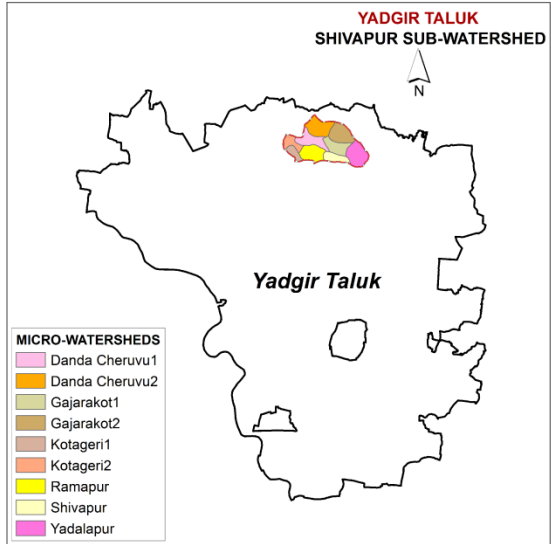 YADGIR TALUK
SHIVAPUR SUB-WATERSHED
N
Yadgir Taluk
MICRO-WATERSHEDS
Danda Cheruvu1
Danda Cheruvu2
Gajarakot1
Gajarakot2
Kotageri1
Kotageri2
Ramapur
Shivapur
Yadalapur